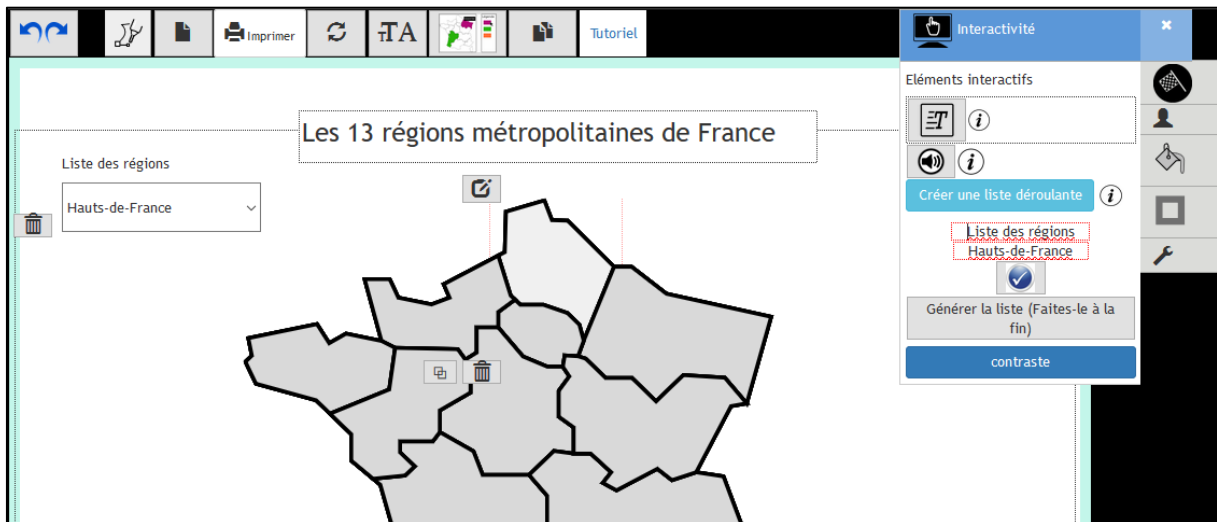 Imprimer
TA
Tutoriel
Interactivité
×
Eléments interactifs
T i
i
Créer une liste déroulante i
Liste des régions
Hauts-de-France
Générer la liste (Faites-le à la
fin)
contraste
Les 13 régions métropolitaines de France
Liste des régions
Hauts-de-France